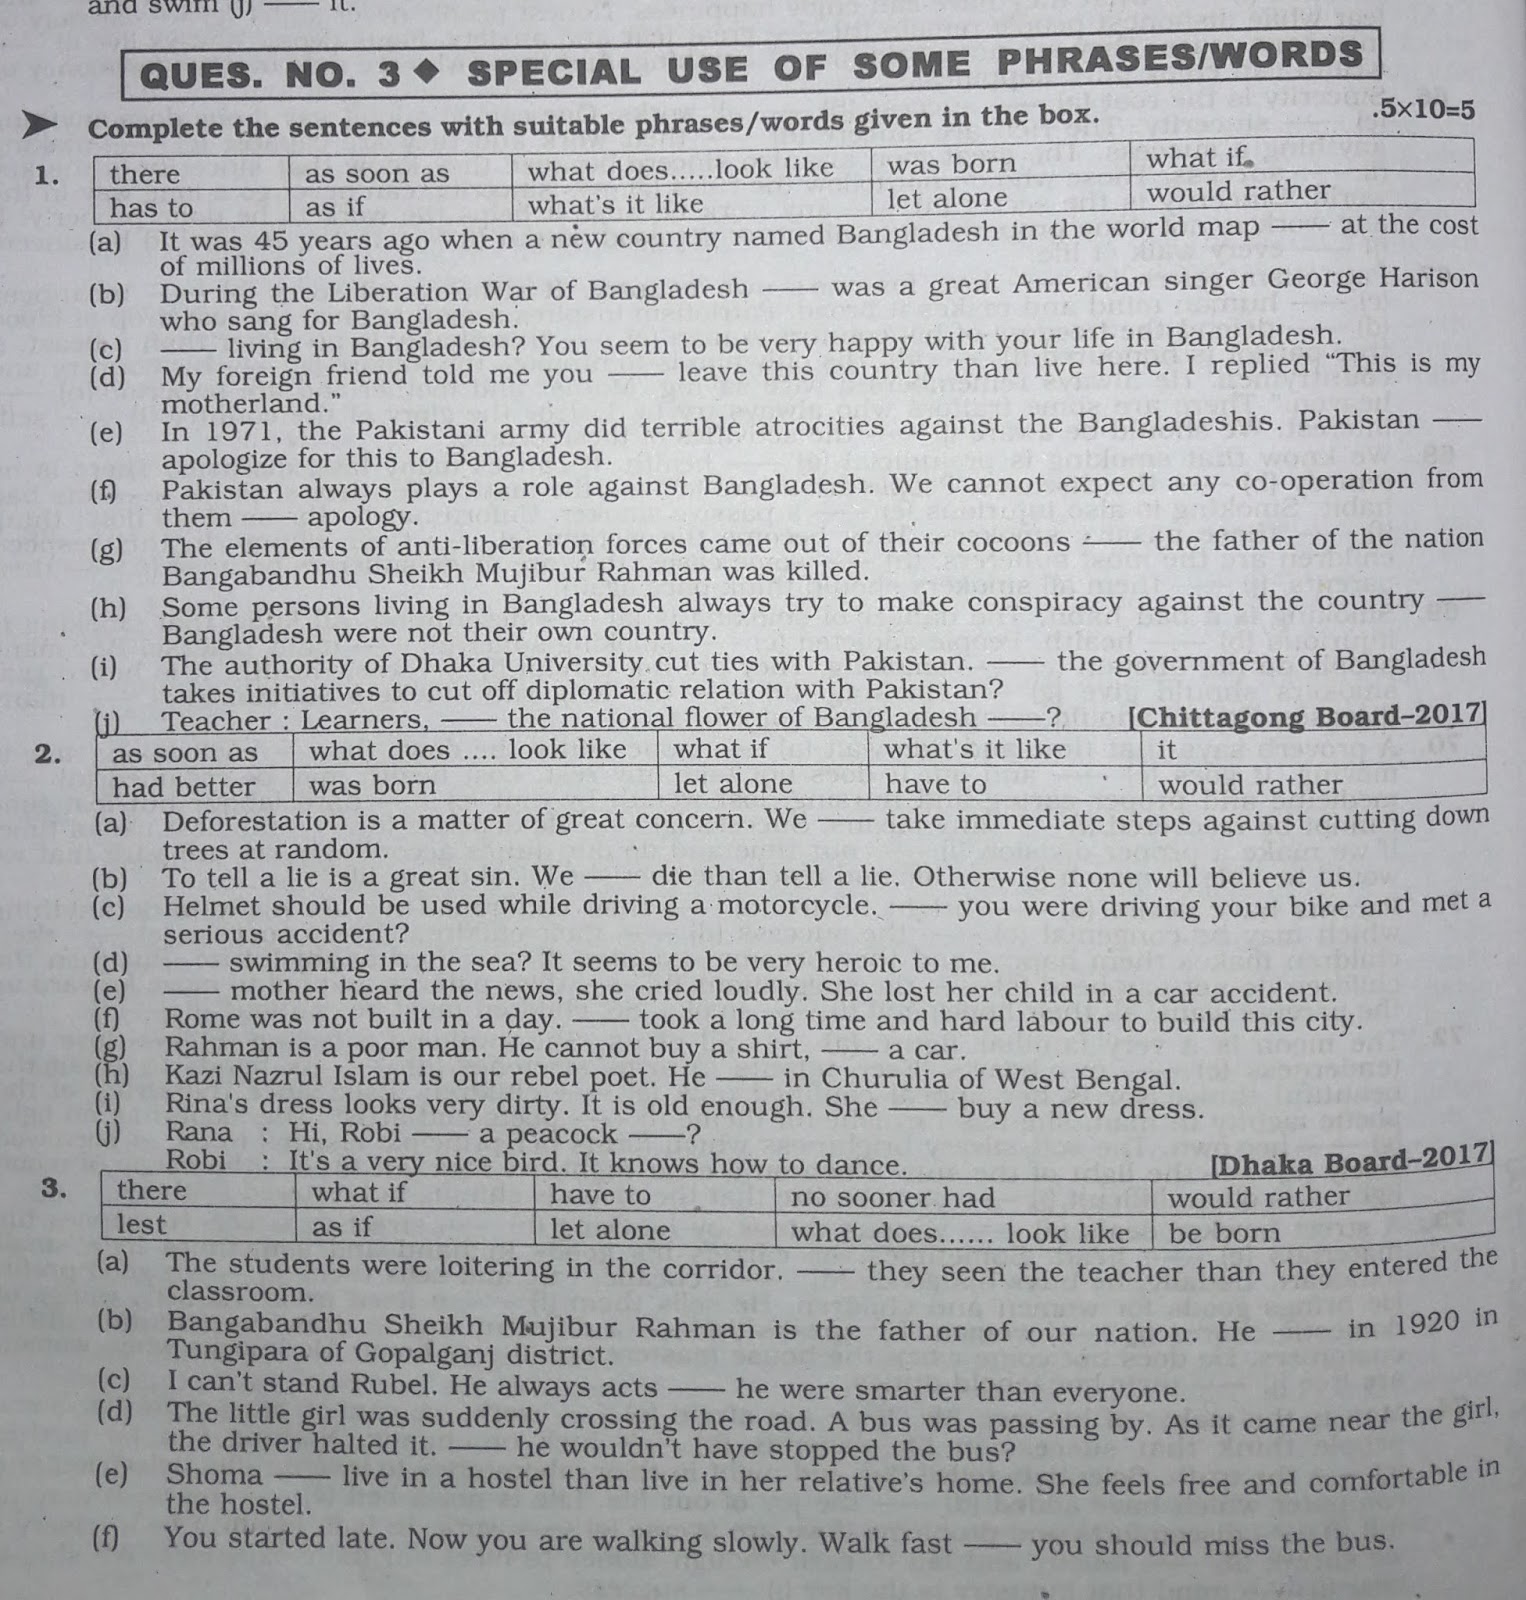 and swim (j) —— it.
QUES. NO. 3 ◆ SPECIAL USE OF SOME PHRASES/WORDS
➤ Complete the sentences with suitable phrases/words given in the box. .5×10=5
1. there as soon as what does.....look like was born what if
has to as if what's it like let alone would rather
(a) It was 45 years ago when a new country named Bangladesh in the world map —— at the cost
of millions of lives.
(b) During the Liberation War of Bangladesh —— was a great American singer George Harison
who sang for Bangladesh.
(c) —— living in Bangladesh? You seem to be very happy with your life in Bangladesh.
(d) My foreign friend told me you —— leave this country than live here. I replied “This is my
motherland.”
(e) In 1971, the Pakistani army did terrible atrocities against the Bangladeshis. Pakistan ——
apologize for this to Bangladesh.
(f) Pakistan always plays a role against Bangladesh. We cannot expect any co-operation from
them —— apology.
(g) The elements of anti-liberation forces came out of their cocoons —— the father of the nation
Bangabandhu Sheikh Mujibur Rahman was killed.
(h) Some persons living in Bangladesh always try to make conspiracy against the country ——
Bangladesh were not their own country.
(i) The authority of Dhaka University cut ties with Pakistan. —— the government of Bangladesh
takes initiatives to cut off diplomatic relation with Pakistan?
(j) Teacher : Learners, —— the national flower of Bangladesh ——? [Chittagong Board–2017]
2. as soon as what does .... look like what if what's it like it
had better was born let alone have to would rather
(a) Deforestation is a matter of great concern. We —— take immediate steps against cutting down
trees at random.
(b) To tell a lie is a great sin. We —— die than tell a lie. Otherwise none will believe us.
(c) Helmet should be used while driving a motorcycle. —— you were driving your bike and met a
serious accident?
(d) —— swimming in the sea? It seems to be very heroic to me.
(e) —— mother heard the news, she cried loudly. She lost her child in a car accident.
(f) Rome was not built in a day. —— took a long time and hard labour to build this city.
(g) Rahman is a poor man. He cannot buy a shirt, —— a car.
(h) Kazi Nazrul Islam is our rebel poet. He —— in Churulia of West Bengal.
(i) Rina's dress looks very dirty. It is old enough. She —— buy a new dress.
(j) Rana : Hi, Robi —— a peacock ——?
Robi : It's a very nice bird. It knows how to dance. [Dhaka Board–2017]
3. there what if have to no sooner had would rather
lest as if let alone what does...... look like be born
(a) The students were loitering in the corridor. —— they seen the teacher than they entered the
classroom.
(b) Bangabandhu Sheikh Mujibur Rahman is the father of our nation. He —— in 1920 in
Tungipara of Gopalganj district.
(c) I can't stand Rubel. He always acts —— he were smarter than everyone.
(d) The little girl was suddenly crossing the road. A bus was passing by. As it came near the girl,
the driver halted it. —— he wouldn't have stopped the bus?
(e) Shoma —— live in a hostel than live in her relative's home. She feels free and comfortable in
the hostel.
(f) You started late. Now you are walking slowly. Walk fast —— you should miss the bus.